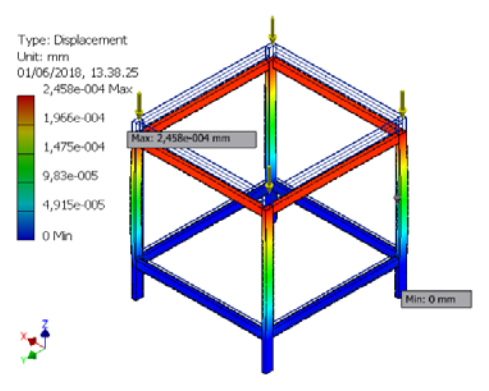 Type: Displacement
Unit: mm
01/06/2018, 13.38.25
2,458e-004 Max
1,966e-004
1,475e-004
9,83e-005
4,915e-005
0 Min
Max: 2,458e-004 mm
Min: 0 mm
Z
X
Y